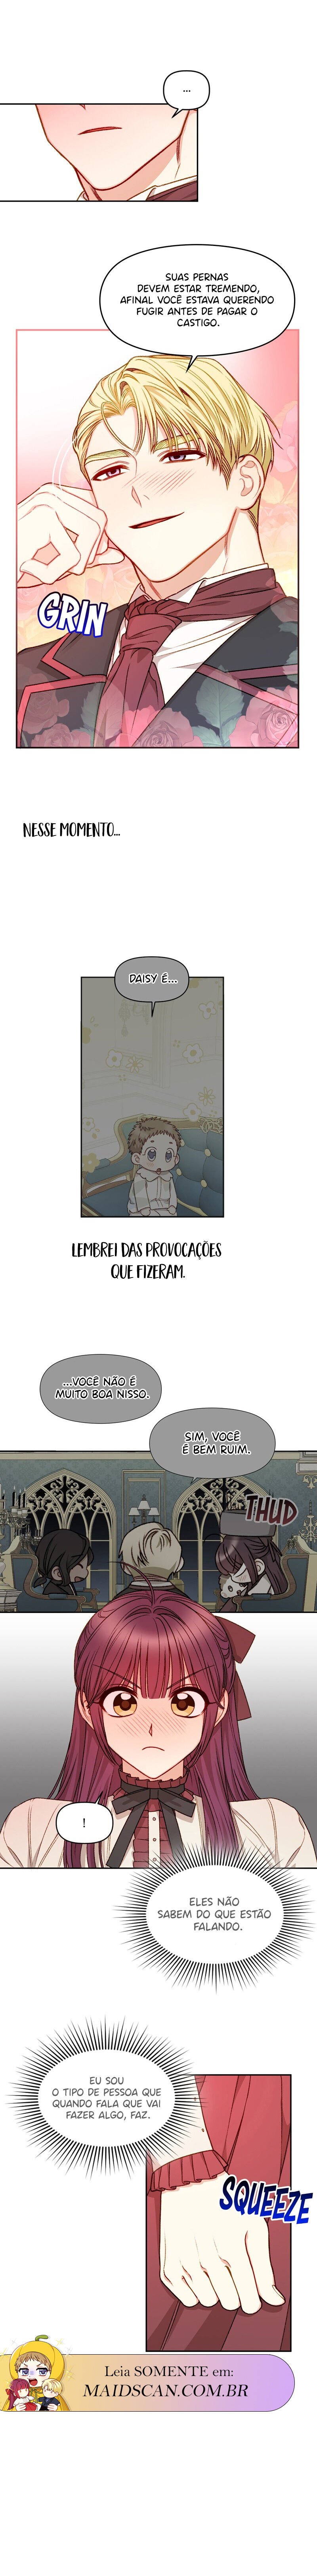 ...
SUAS PERNAS
DEVEM ESTAR TREMENDO,
AFINAL VOCÊ ESTAVA QUERENDO
FUGIR ANTES DE PAGAR O
CASTIGO.
GRIN
NESSE MOMENTO...
DAISY É...
LEMBREI DAS PROVOCAÇÕES
QUE FIZERAM.
...VOCÊ NÃO É
MUITO BOA NISSO.
SIM, VOCÊ
É BEM RUIM.
THUD
!
ELES NÃO
SABEM DO QUE ESTÃO
FALANDO.
EU SOU
O TIPO DE PESSOA QUE
QUANDO FALA QUE VAI
FAZER ALGO, FAZ.
SQUEEZE
Leia SOMENTE em:
MAIDSCAN.COM.BR